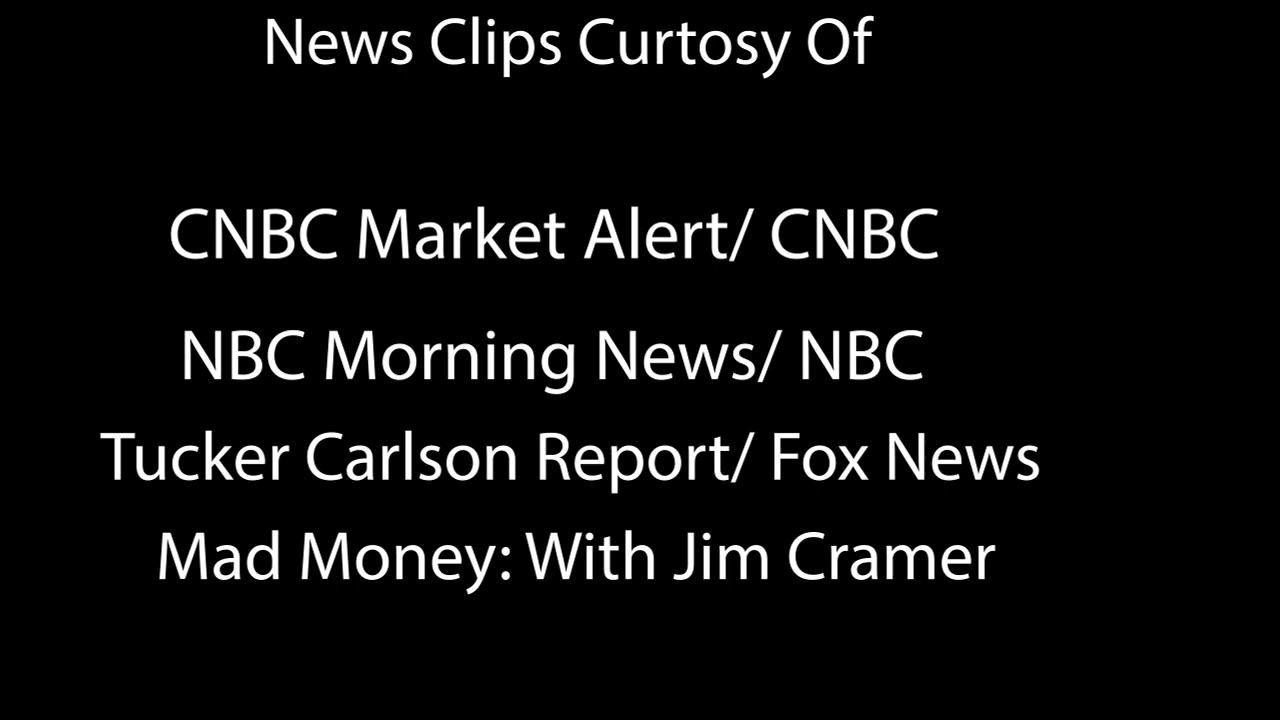 News Clips Curtosy Of
CNBC Market Alert/ CNBC
NBC Morning News/ NBC
Tucker Carlson Report/ Fox News
Mad Money: With Jim Cramer